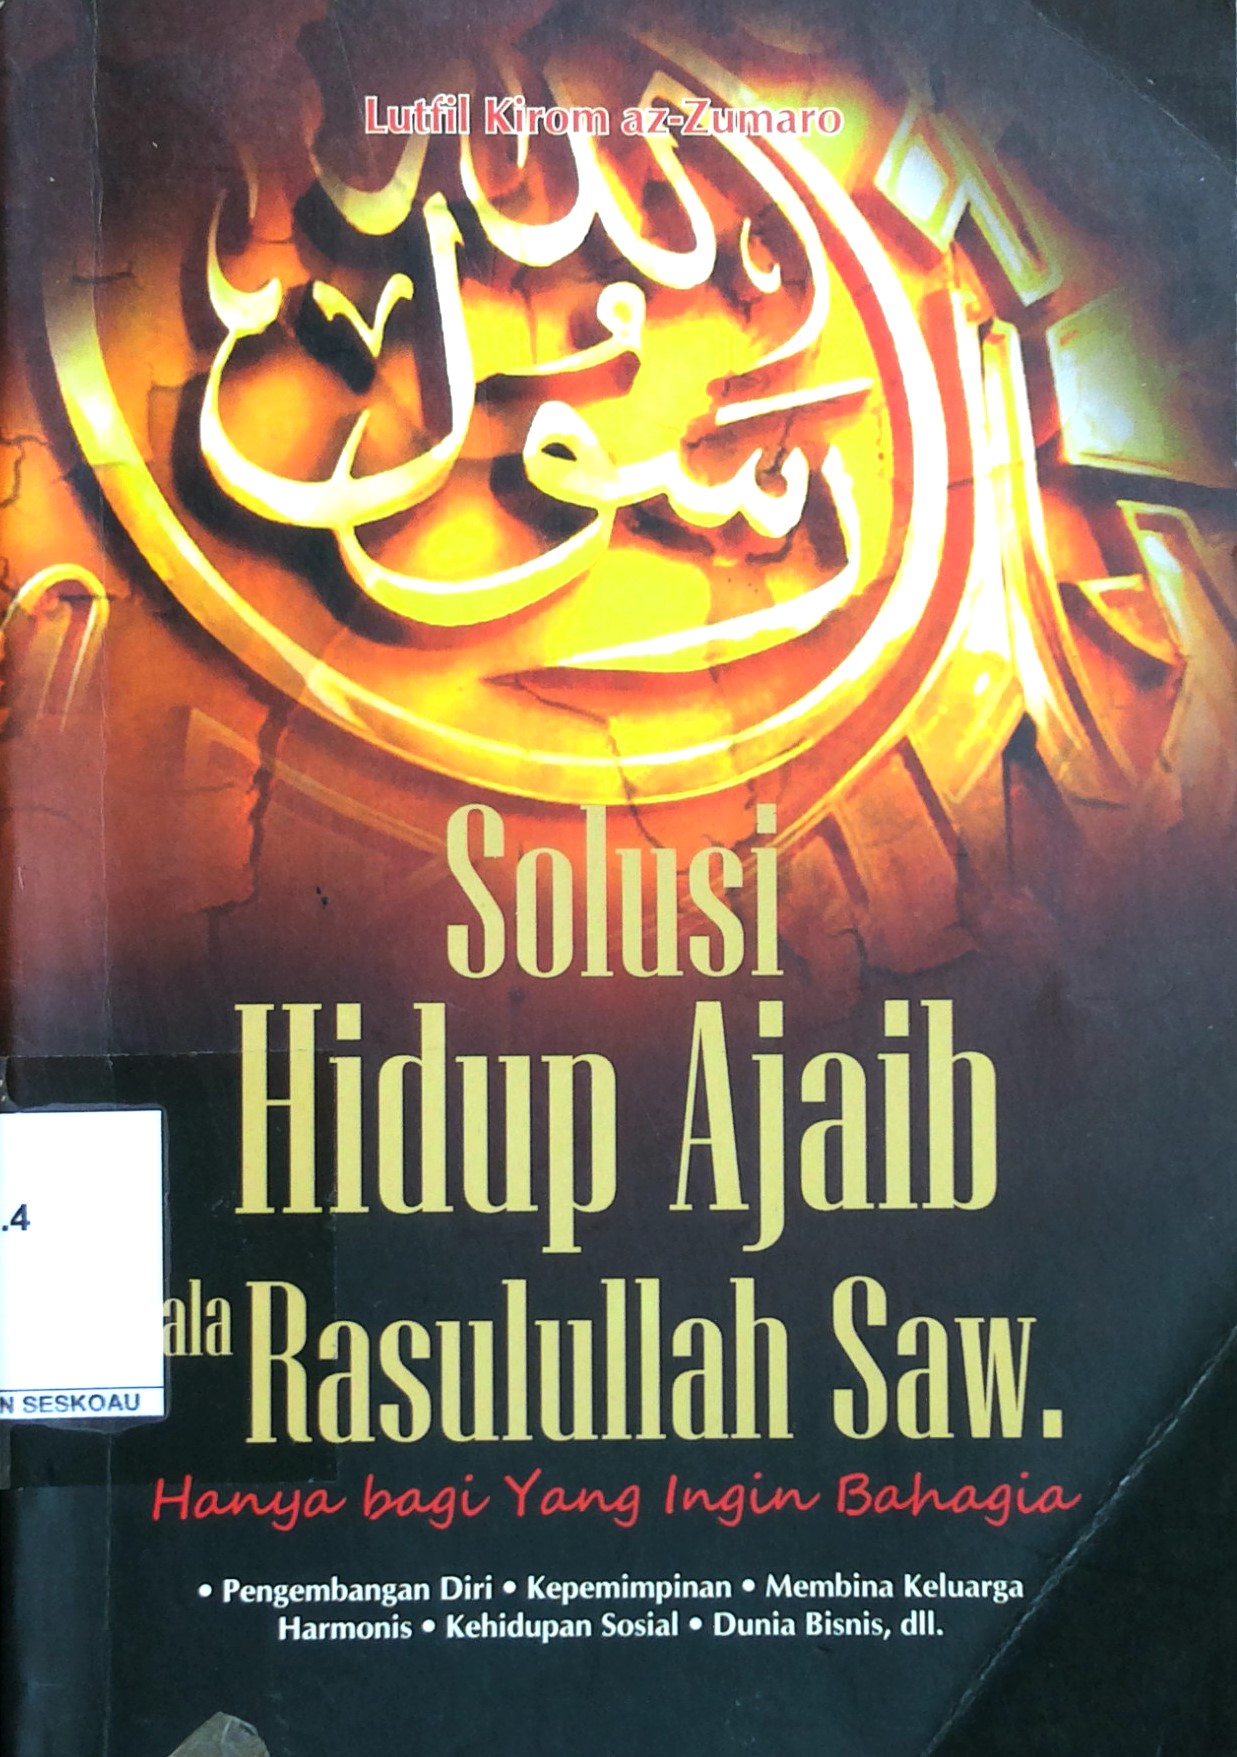 Lutfil Kirom az-Zumaro
الله
رسول
Solusi
Hidup Ajaib
ala Rasulullah Saw.
.4
N SESKOAU
Hanya bagi Yang Ingin Bahagia
• Pengembangan Diri • Kepemimpinan • Membina Keluarga
Harmonis • Kehidupan Sosial • Dunia Bisnis, dll.